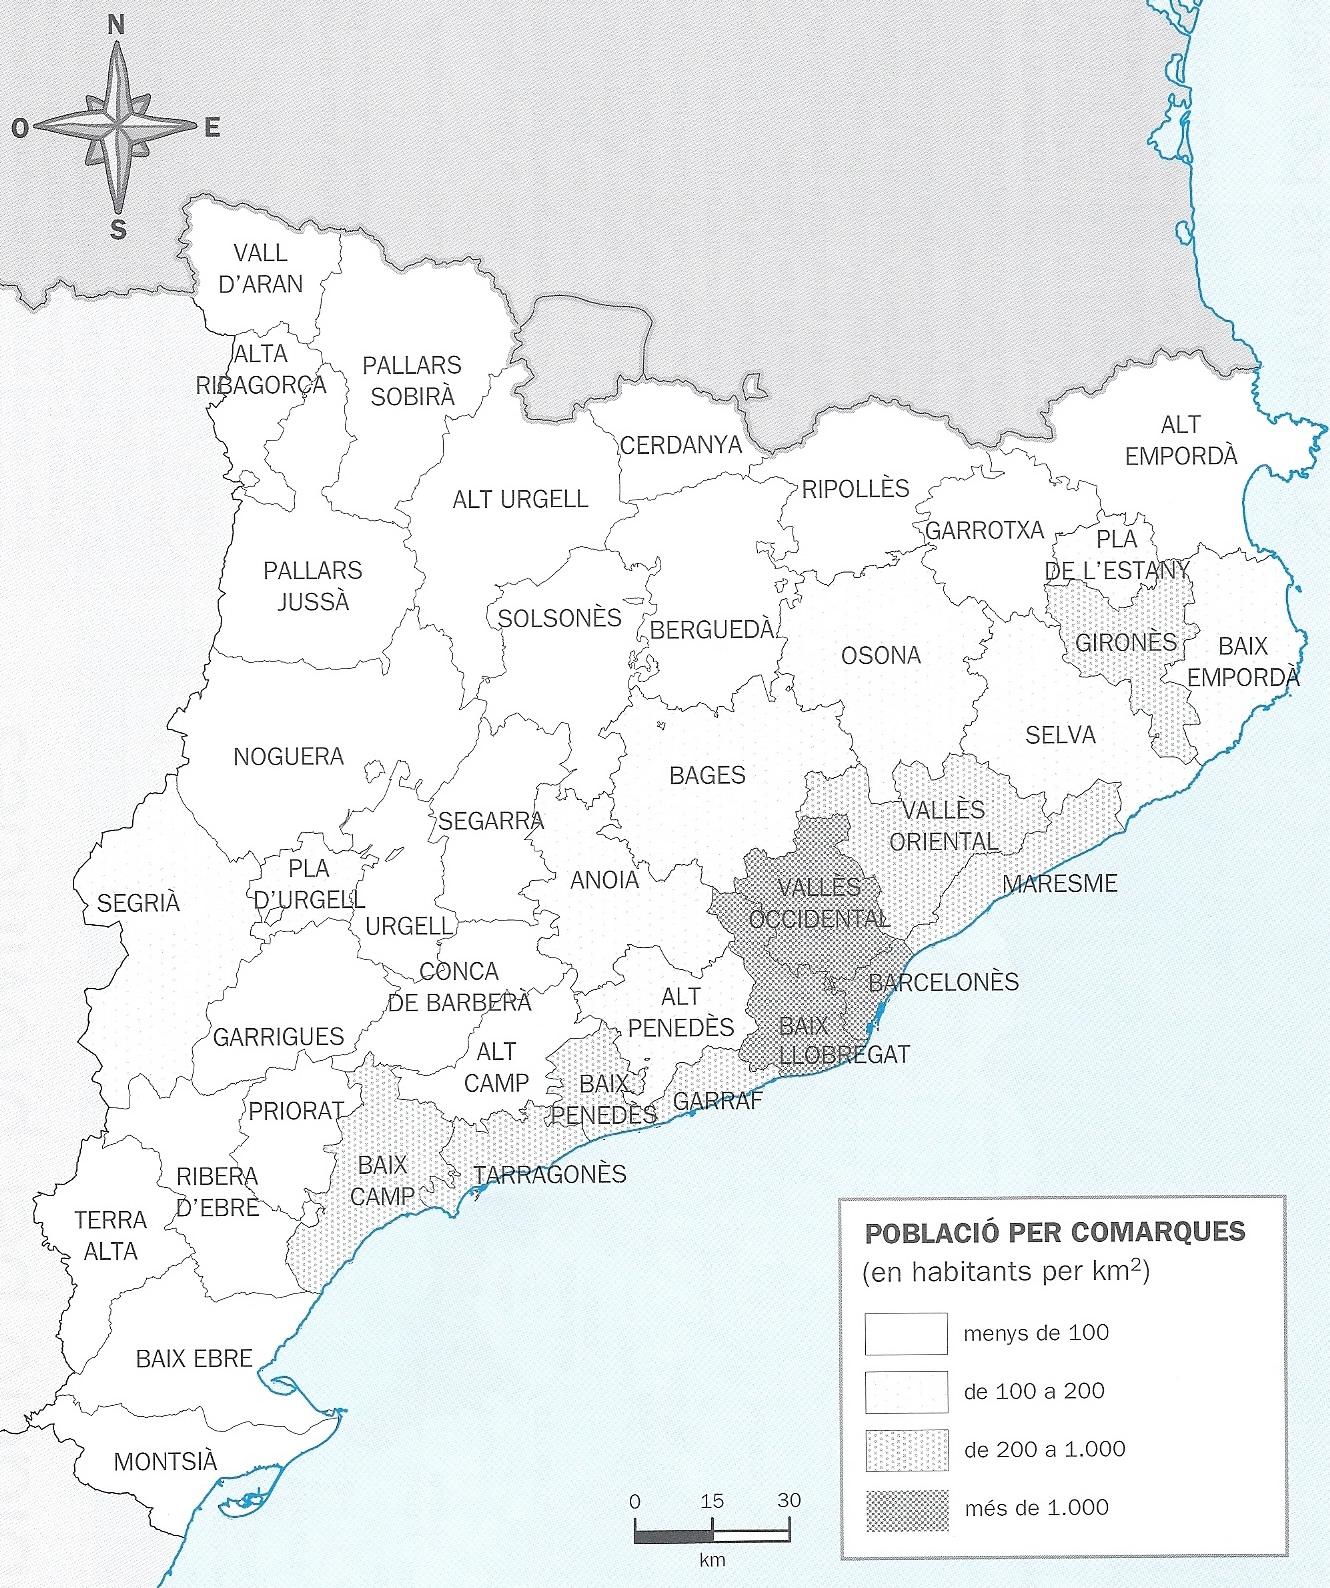 N
O
E
S
VALL
D'ARAN
ALTA
RIBAGORÇA
PALLARS
SOBIRÀ
CERDANYA
ALT
EMPORDÀ
ALT URGELL
RIPOLLÈS
GARROTXA
PLA
DE L'ESTANY
PALLARS
JUSSÀ
SOLSONÈS
BERGUEDÀ
OSONA
GIRONÈS
BAIX
EMPORDÀ
NOGUERA
SELVA
BAGES
SEGARRA
VALLÈS
ORIENTAL
PLA
D'URGELL
ANOIA
VALLÈS
OCCIDENTAL
MARESME
SEGRIÀ
URGELL
CONCA
DE BARBERÀ
BARCELONÈS
ALT
PENEDÈS
BAIX
LLOBREGAT
GARRIGUES
ALT
CAMP
BAIX
PENEDÈS
GARRAF
PRIORAT
BAIX
CAMP
TARRAGONÈS
RIBERA
D'EBRE
TERRA
ALTA
BAIX EBRE
MONTSIÀ
POBLACIÓ PER COMARQUES
(en habitants per km²)
menys de 100
de 100 a 200
de 200 a 1.000
més de 1.000
0 15 30
km